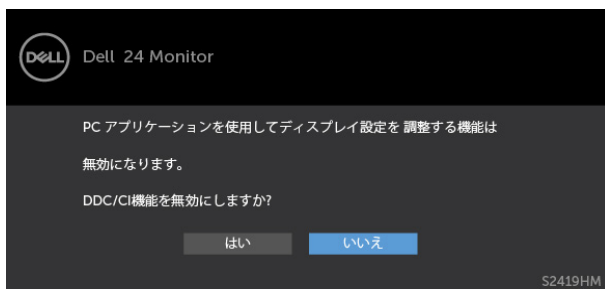 DELL
Dell 24 Monitor
PC アプリケーションを使用してディスプレイ設定を 調整する機能は
無効になります。
DDC/CI機能を無効にしますか?
はい
いいえ
S2419HM